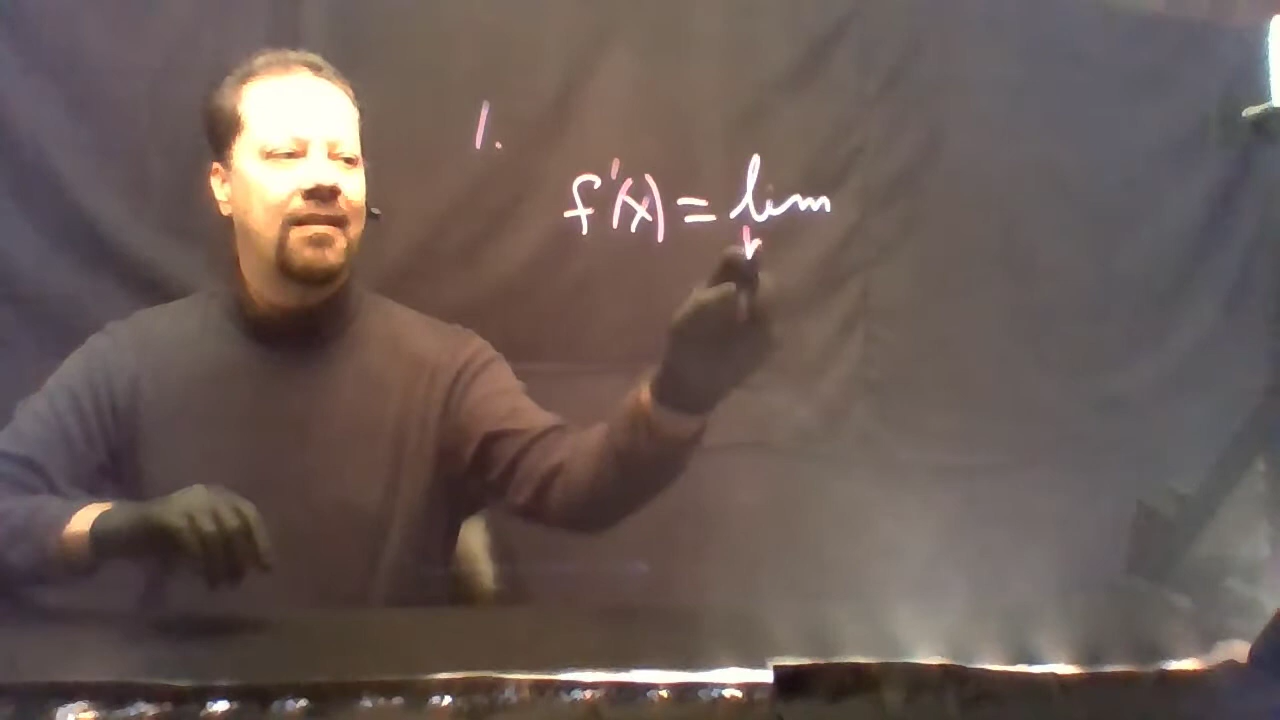 1.
f'(x) = lim